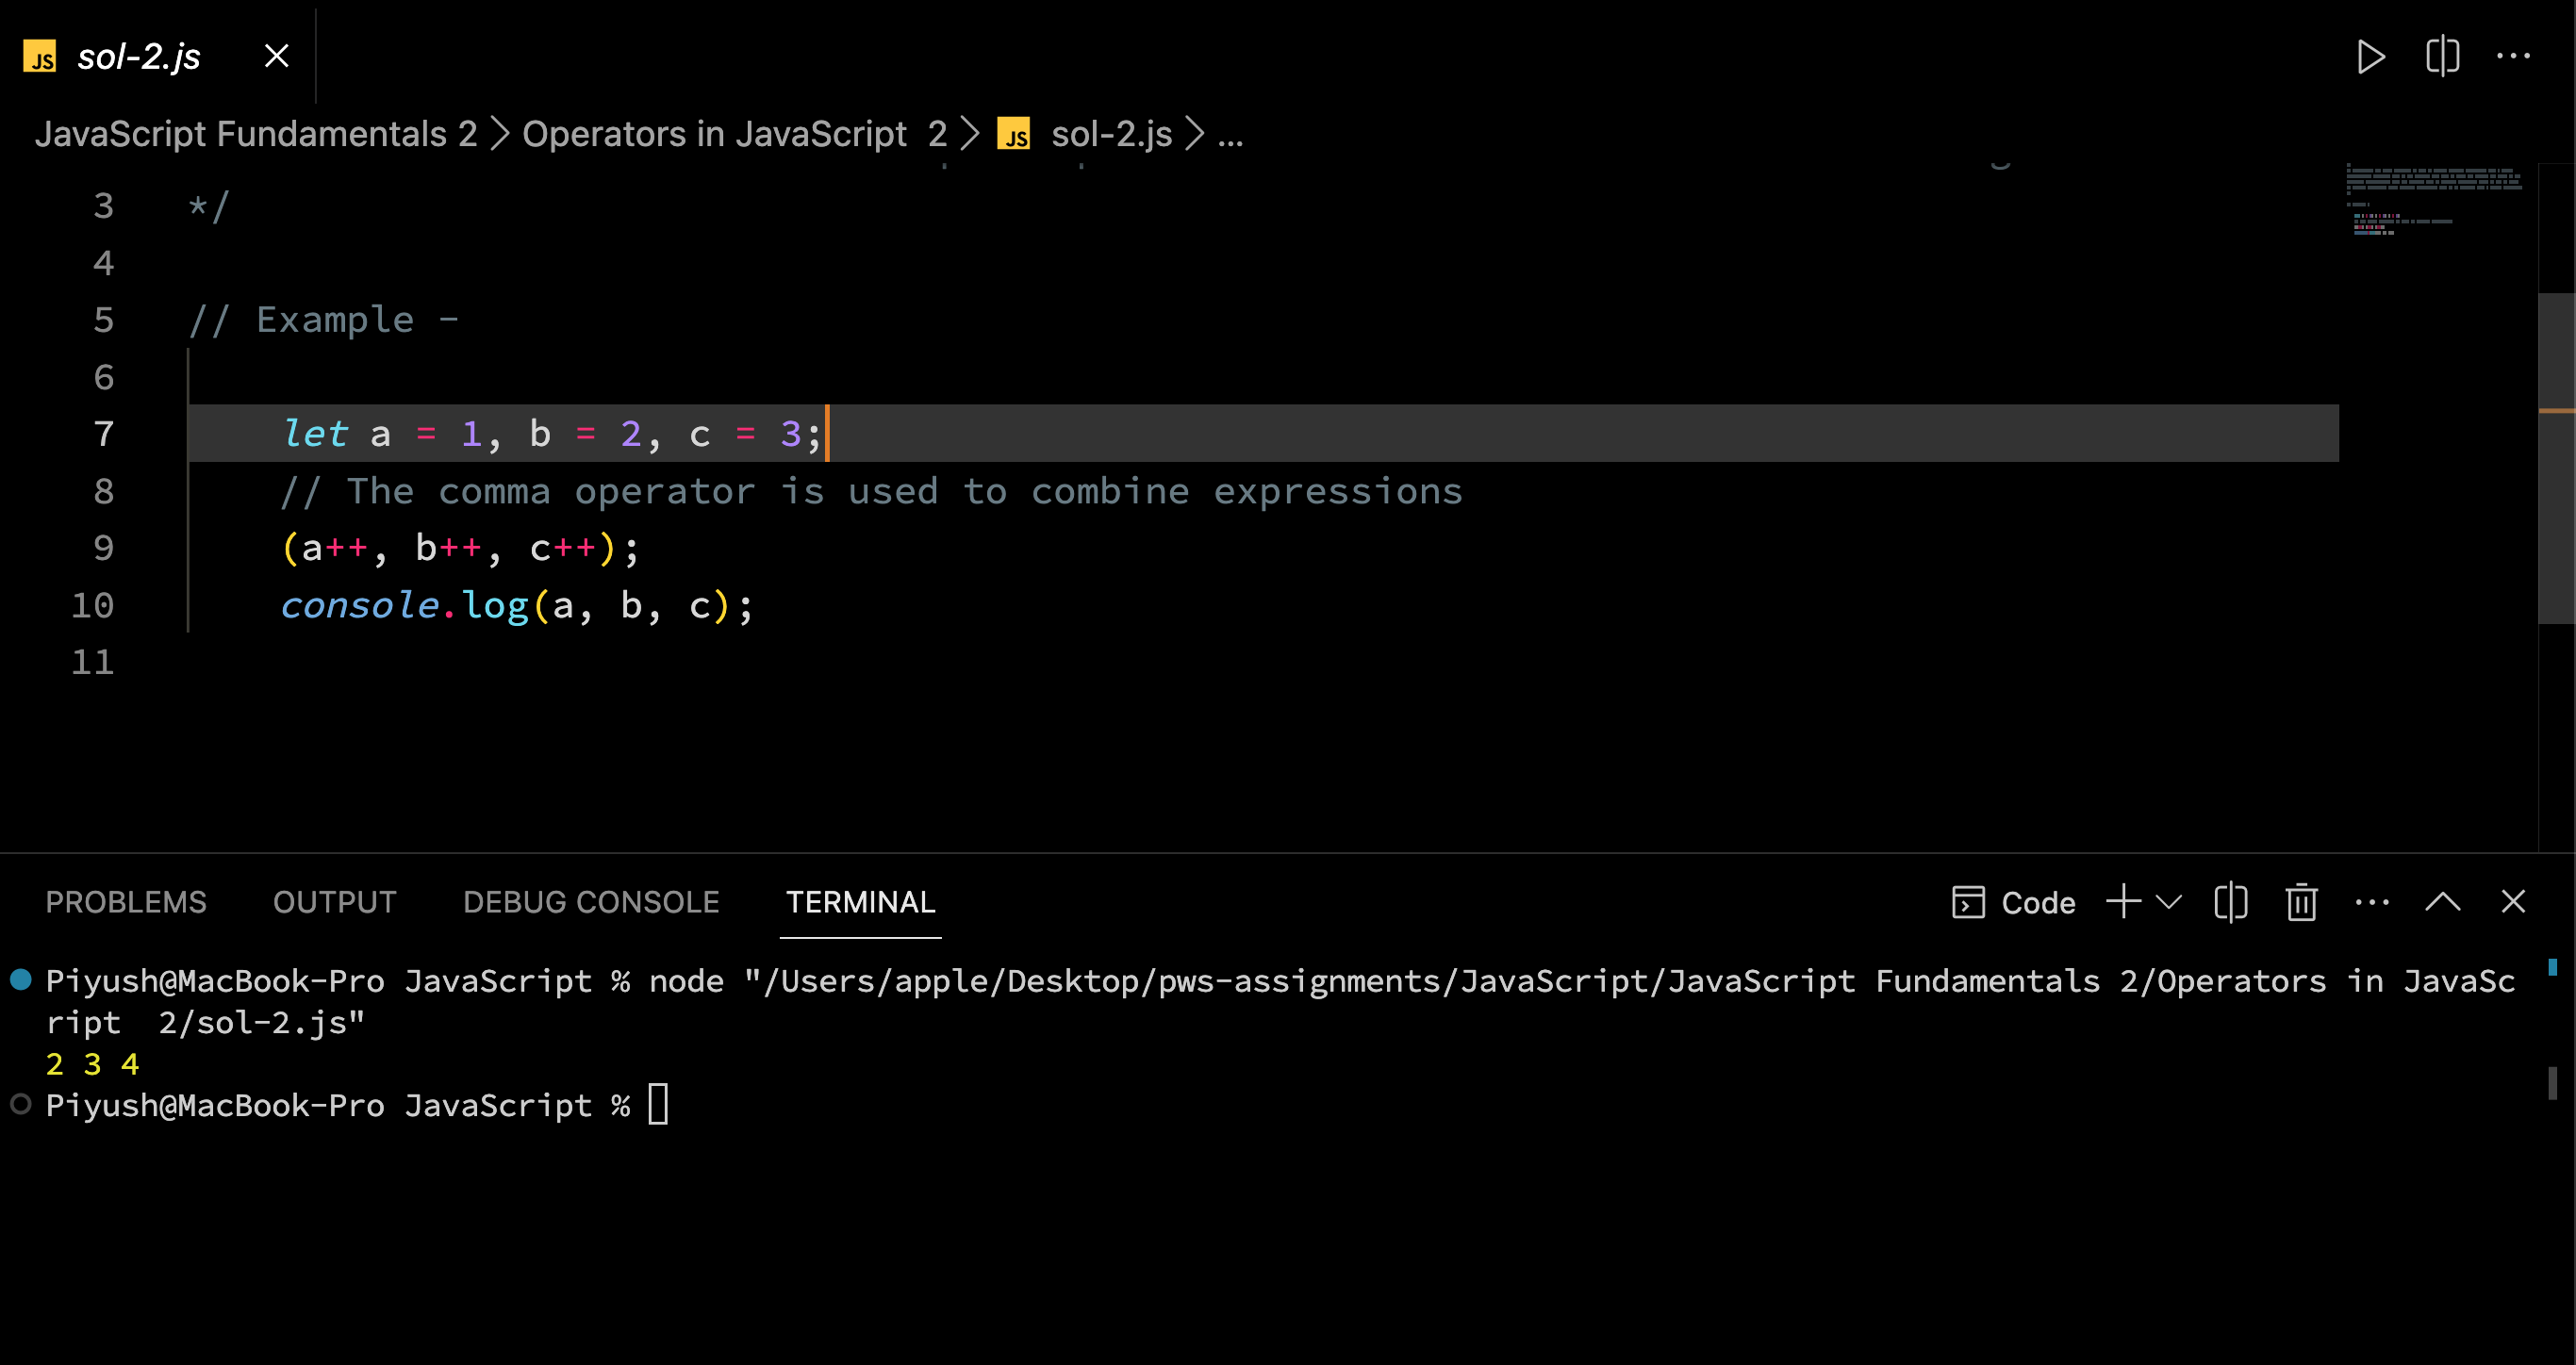 JS sol-2.js
JavaScript Fundamentals 2 > Operators in JavaScript  2 > JS sol-2.js > ...
3 */
4
5 // Example -
6
7 let a = 1, b = 2, c = 3;
8 // The comma operator is used to combine expressions
9 (a++, b++, c++);
10 console.log(a, b, c);
11
PROBLEMS OUTPUT DEBUG CONSOLE TERMINAL Code
Piyush@MacBook-Pro JavaScript % node "/Users/apple/Desktop/pws-assignments/JavaScript/JavaScript Fundamentals 2/Operators in JavaSc
ript  2/sol-2.js"
2 3 4
Piyush@MacBook-Pro JavaScript %